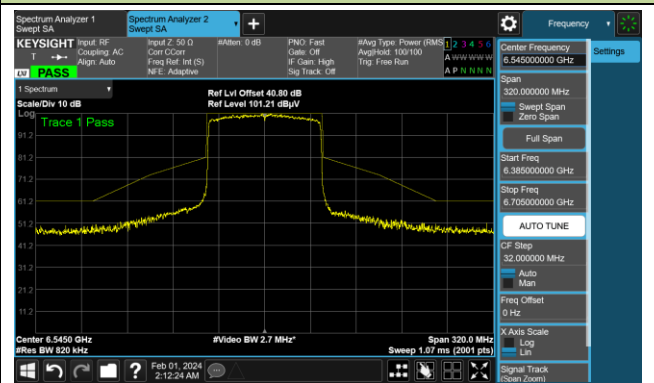 Spectrum Analyzer 1
Swept SA
Spectrum Analyzer 2
Swept SA
Frequency
KEYSIGHT
Input: RF
Coupling: AC
Align: Auto
Input Z: 50 Ω
Corr CCorr
Freq Ref: Int (S)
NFE: Adaptive
#Atten: 0 dB
PNO: Fast
Gate: Off
IF Gain: High
Sig Track: Off
#Avg Type: Power (RMS
Avg|Hold: 100/100
Trig: Free Run
1 2 3 4 5 6
A W W W W W
A P N N N N
T
LXI
PASS
1 Spectrum
Scale/Div 10 dB
Ref Lvl Offset 40.80 dB
Ref Level 101.21 dBµV
Log
Trace 1 Pass
91.2
81.2
71.2
61.2
51.2
41.2
31.2
21.2
11.2
Center 6.5450 GHz
#Res BW 820 kHz
#Video BW 2.7 MHz*
Span 320.0 MHz
Sweep 1.07 ms (2001 pts)
Center Frequency
6.545000000 GHz
Settings
Span
320.000000 MHz
Swept Span
Zero Span
Full Span
Start Freq
6.385000000 GHz
Stop Freq
6.705000000 GHz
AUTO TUNE
CF Step
32.000000 MHz
Auto
Man
Freq Offset
0 Hz
X Axis Scale
Log
Lin
Signal Track
(Span Zoom)
Feb 01, 2024
2:12:24 AM